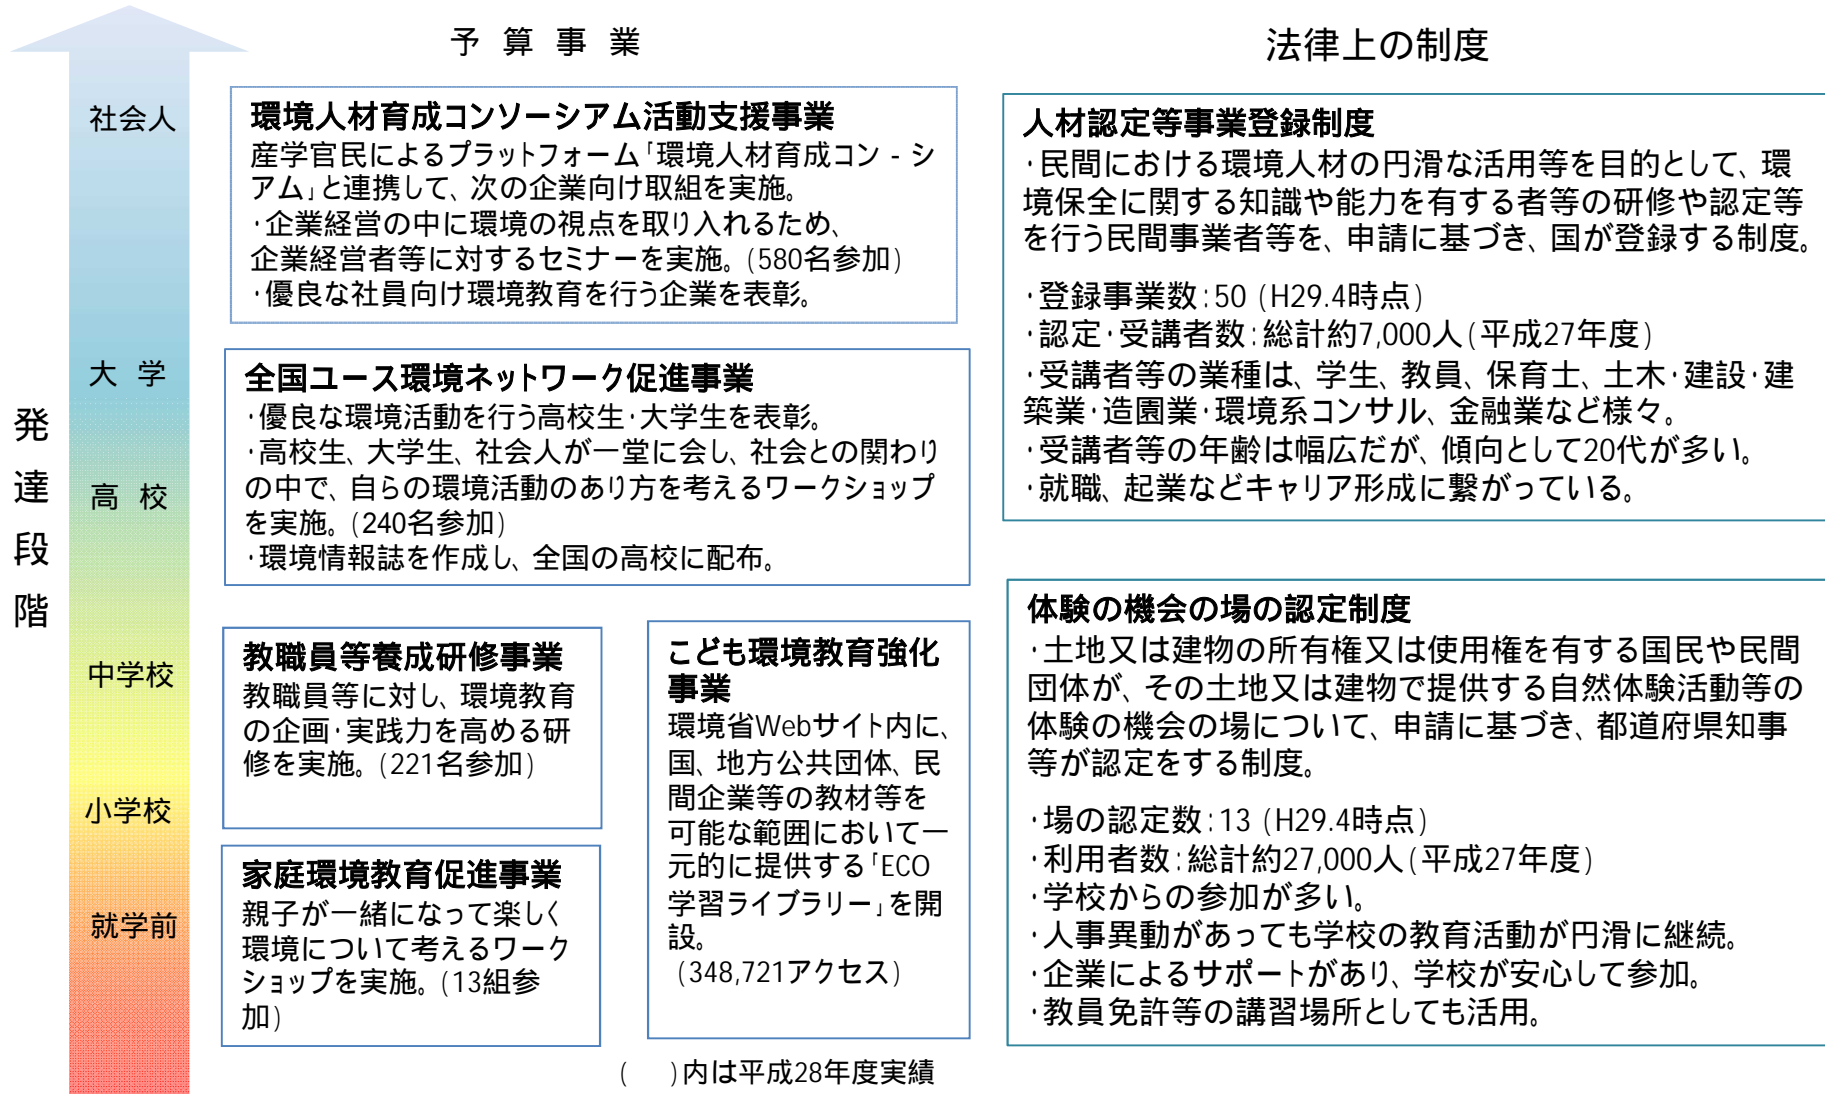 予 算 事 業
法律上の制度
発達段階
社会人
大 学
高 校
中学校
小学校
就学前
環境人材育成コンソーシアム活動支援事業
産学官民によるプラットフォーム「環境人材育成コン-シ
アム」と連携して、次の企業向け取組を実施。
・企業経営の中に環境の視点を取り入れるため、
企業経営者等に対するセミナーを実施。(580名参加)
・優良な社員向け環境教育を行う企業を表彰。
全国ユース環境ネットワーク促進事業
・優良な環境活動を行う高校生・大学生を表彰。
・高校生、大学生、社会人が一堂に会し、社会との関わり
の中で、自らの環境活動のあり方を考えるワークショップ
を実施。(240名参加)
・環境情報誌を作成し、全国の高校に配布。
教職員等養成研修事業
教職員等に対し、環境教育
の企画・実践力を高める研
修を実施。(221名参加)
家庭環境教育促進事業
親子が一緒になって楽しく
環境について考えるワーク
ショップを実施。(13組参
加)
こども環境教育強化
事業
環境省Webサイト内に、
国、地方公共団体、民
間企業等の教材等を
可能な範囲において一
元的に提供する「ECO
学習ライブラリー」を開
設。
(348,721アクセス)
( )内は平成28年度実績
人材認定等事業登録制度
・民間における環境人材の円滑な活用等を目的として、環
境保全に関する知識や能力を有する者等の研修や認定等
を行う民間事業者等を、申請に基づき、国が登録する制度。
・登録事業数:50 (H29.4時点)
・認定・受講者数:総計約7,000人(平成27年度)
・受講者等の業種は、学生、教員、保育士、土木・建設・建
築業・造園業・環境系コンサル、金融業など様々。
・受講者等の年齢は幅広だが、傾向として20代が多い。
・就職、起業などキャリア形成に繋がっている。
体験の機会の場の認定制度
・土地又は建物の所有権又は使用権を有する国民や民間
団体が、その土地又は建物で提供する自然体験活動等の
体験の機会の場について、申請に基づき、都道府県知事
等が認定をする制度。
・場の認定数:13 (H29.4時点)
・利用者数:総計約27,000人(平成27年度)
・学校からの参加が多い。
・人事異動があっても学校の教育活動が円滑に継続。
・企業によるサポートがあり、学校が安心して参加。
・教員免許等の講習場所としても活用。